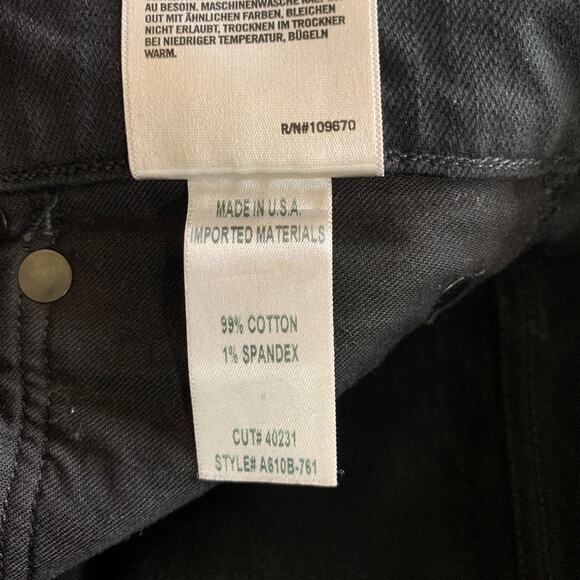 AU BESOIN. MASCHINENWÄSCHE KALT
OUT MIT ÄHNLICHEN FARBEN, BLEICHEN
NICHT ERLAUBT, TROCKNEN IM TROCKNER
BEI NIEDRIGER TEMPERATUR, BÜGELN
WARM.
R/N#109670
MADE IN U.S.A.
IMPORTED MATERIALS
99% COTTON
1% SPANDEX
CUT# 40231
STYLE# A610B-761